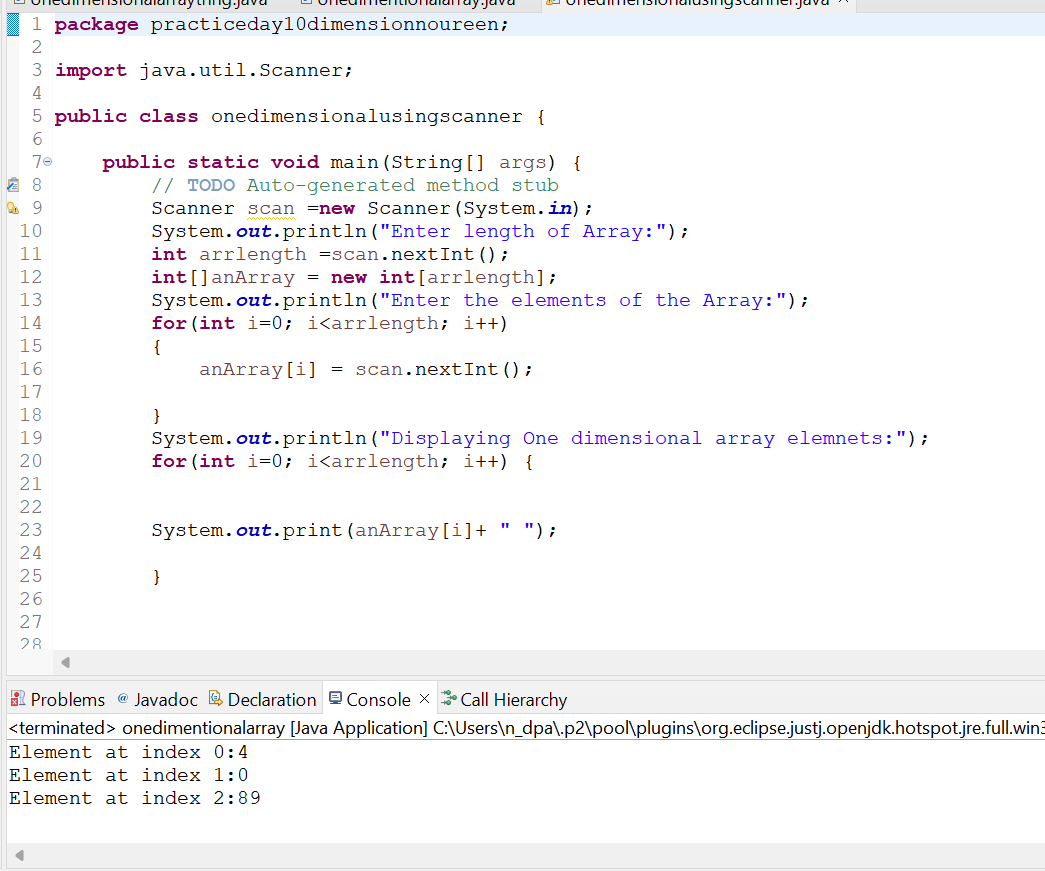 onedimensionalarraytring.java onedimentionalarray.java onedimensionalusingscanner.java
1 package practiceday10dimensionnoureen;
2
3 import java.util.Scanner;
4
5 public class onedimensionalusingscanner {
6
7 public static void main(String[] args) {
8 // TODO Auto-generated method stub
9 Scanner scan =new Scanner(System.in);
10 System.out.println("Enter length of Array:");
11 int arrlength =scan.nextInt();
12 int[]anArray = new int[arrlength];
13 System.out.println("Enter the elements of the Array:");
14 for(int i=0; i<arrlength; i++)
15 {
16 anArray[i] = scan.nextInt();
17
18 }
19 System.out.println("Displaying One dimensional array elemnets:");
20 for(int i=0; i<arrlength; i++) {
21
22
23 System.out.print(anArray[i]+ " ");
24
25 }
26
27
28
Problems @ Javadoc Declaration Console × Call Hierarchy
<terminated> onedimentionalarray [Java Application] C:\Users\n_dpa\.p2\pool\plugins\org.eclipse.justj.openjdk.hotspot.jre.full.win3
Element at index 0:4
Element at index 1:0
Element at index 2:89